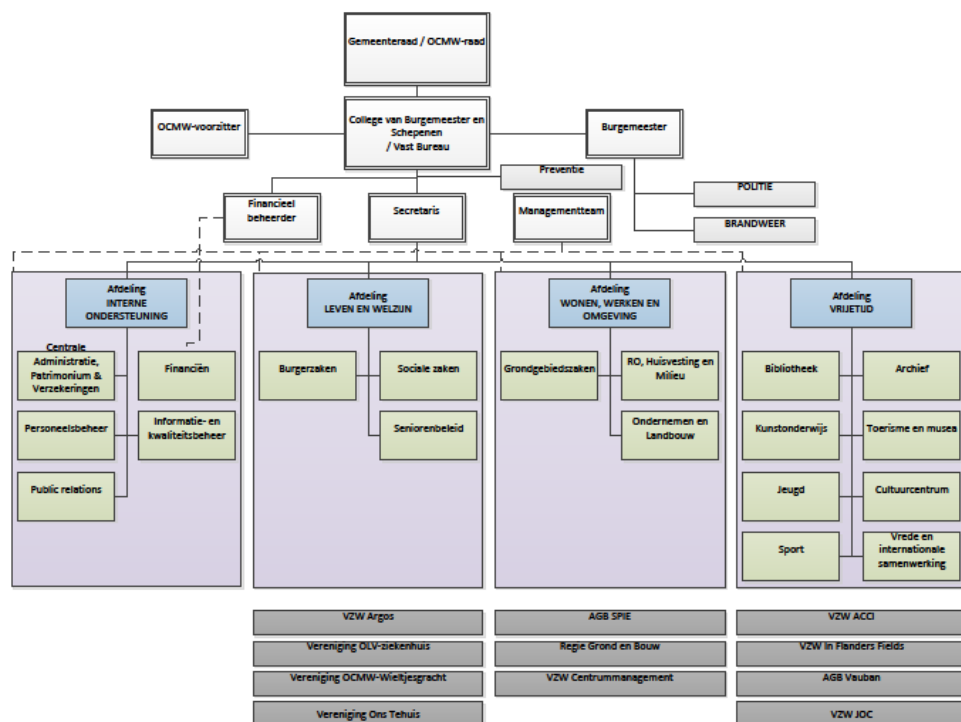 Gemeenteraad / OCMW-raad
OCMW-voorzitter
College van Burgemeester en
Schepenen
/ Vast Bureau
Burgemeester
Preventie
POLITIE
BRANDWEER
Financieel
beheerder
Secretaris
Managementteam
Afdeling
INTERNE
ONDERSTEUNING
Centrale
Administratie,
Patrimonium &
Verzekeringen
Financiën
Personeelsbeheer
Informatie- en
kwaliteitsbeheer
Public relations
Afdeling
LEVEN EN WELZIJN
Burgerzaken
Sociale zaken
Seniorenbeleid
Afdeling
WONEN, WERKEN EN
OMGEVING
Grondgebiedszaken
RO, Huisvesting en
Milieu
Ondernemen en
Landbouw
Afdeling
VRIJETIJD
Bibliotheek
Archief
Kunstonderwijs
Toerisme en musea
Jeugd
Cultuurcentrum
Sport
Vrede en
internationale
samenwerking
VZW Argos
Vereniging OLV-ziekenhuis
Vereniging OCMW-Wieltjesgracht
Vereniging Ons Tehuis
AGB SPIE
Regie Grond en Bouw
VZW Centrummanagement
VZW ACCI
VZW In Flanders Fields
AGB Vauban
VZW JOC